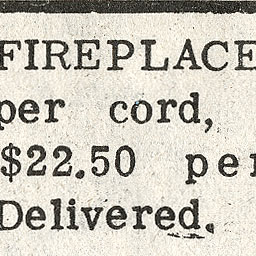 FIREPLACE
per cord,
$22.50 per
Delivered.